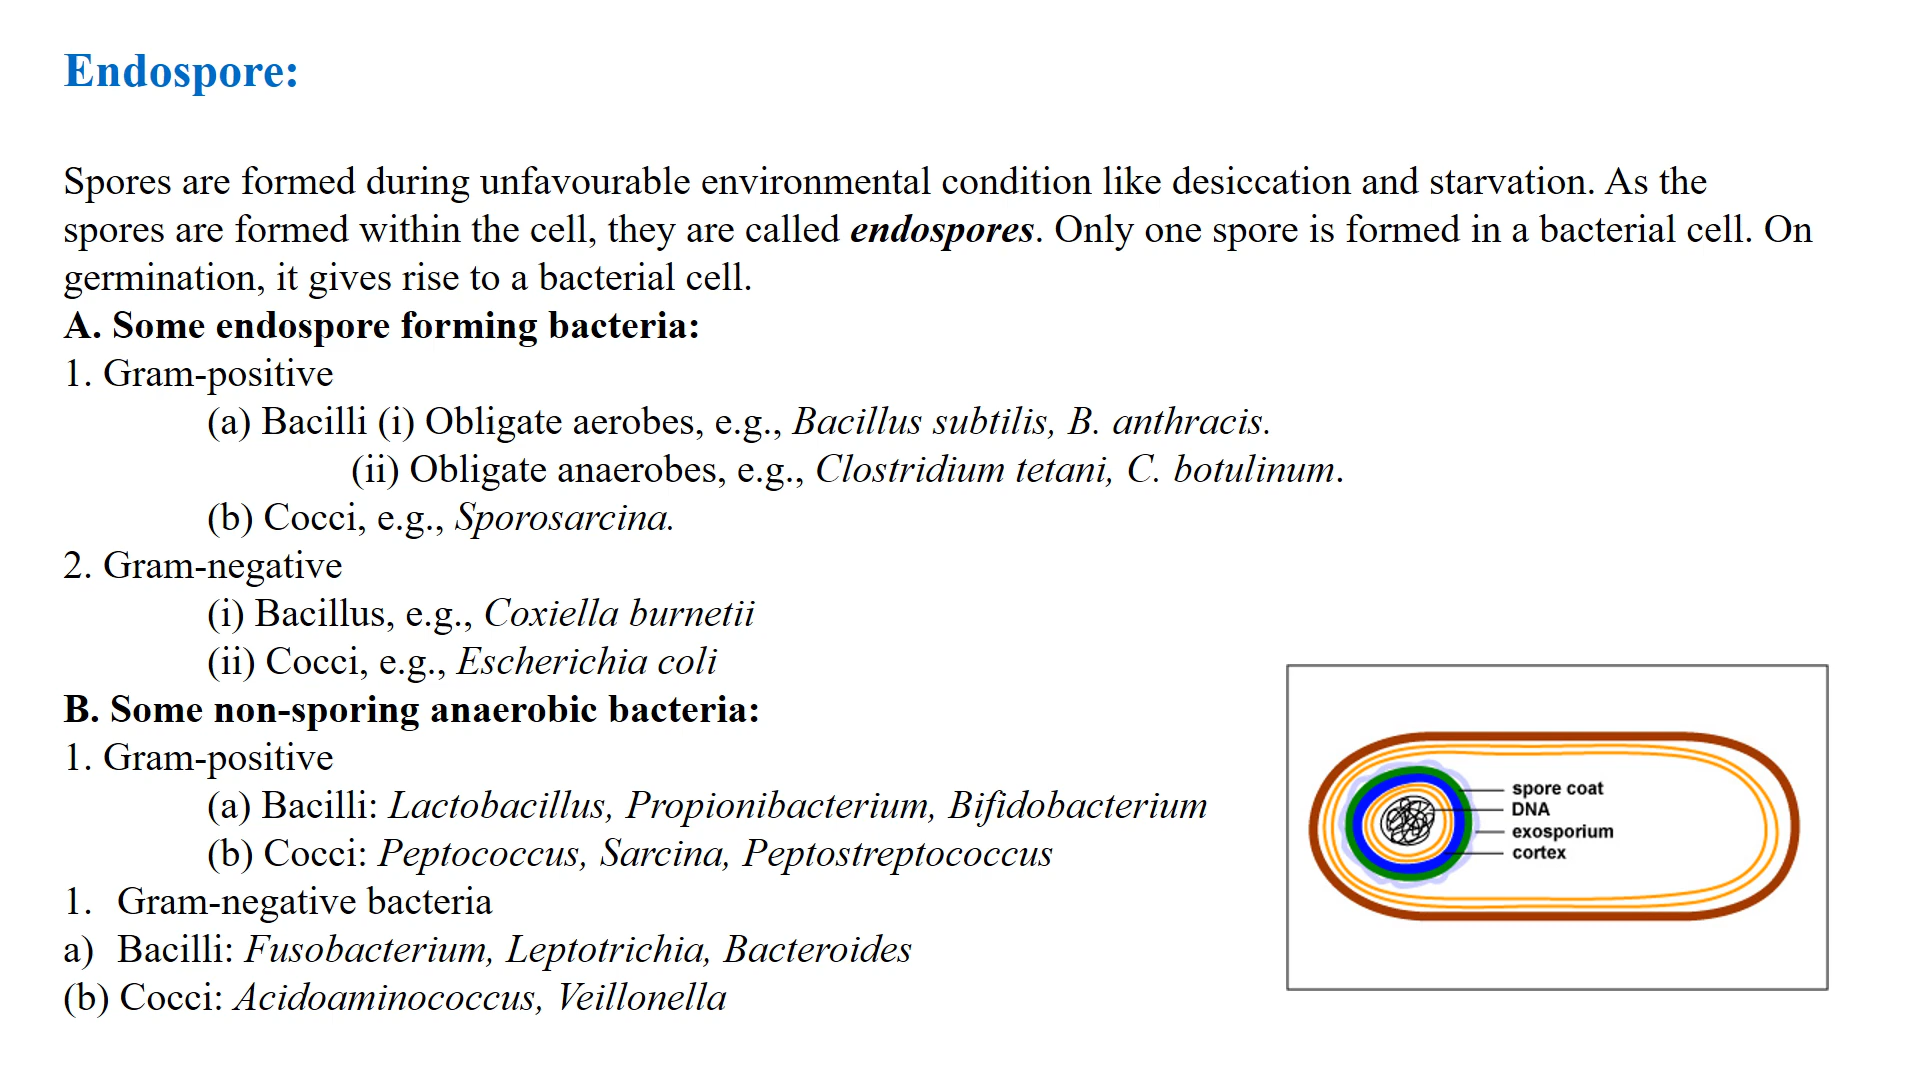 Endospore:
Spores are formed during unfavourable environmental condition like desiccation and starvation. As the
spores are formed within the cell, they are called endospores. Only one spore is formed in a bacterial cell. On
germination, it gives rise to a bacterial cell.
A. Some endospore forming bacteria:
1. Gram-positive
(a) Bacilli (i) Obligate aerobes, e.g., Bacillus subtilis, B. anthracis.
(ii) Obligate anaerobes, e.g., Clostridium tetani, C. botulinum.
(b) Cocci, e.g., Sporosarcina.
2. Gram-negative
(i) Bacillus, e.g., Coxiella burnetii
(ii) Cocci, e.g., Escherichia coli
B. Some non-sporing anaerobic bacteria:
1. Gram-positive
(a) Bacilli: Lactobacillus, Propionibacterium, Bifidobacterium
(b) Cocci: Peptococcus, Sarcina, Peptostreptococcus
1. Gram-negative bacteria
a) Bacilli: Fusobacterium, Leptotrichia, Bacteroides
(b) Cocci: Acidoaminococcus, Veillonella
spore coat
DNA
exosporium
cortex